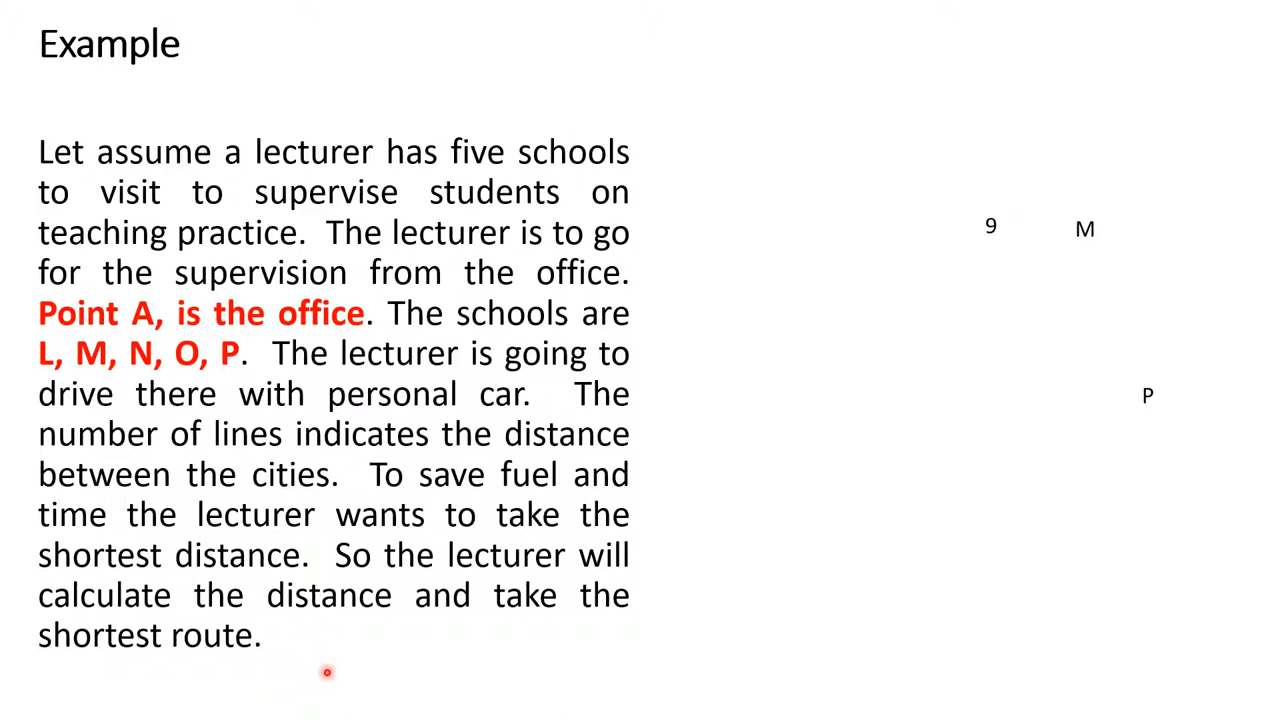 Example
Let assume a lecturer has five schools
to visit to supervise students on
teaching practice. The lecturer is to go
for the supervision from the office.
Point A, is the office. The schools are
L, M, N, O, P. The lecturer is going to
drive there with personal car. The
number of lines indicates the distance
between the cities. To save fuel and
time the lecturer wants to take the
shortest distance. So the lecturer will
calculate the distance and take the
shortest route.
9 M
P